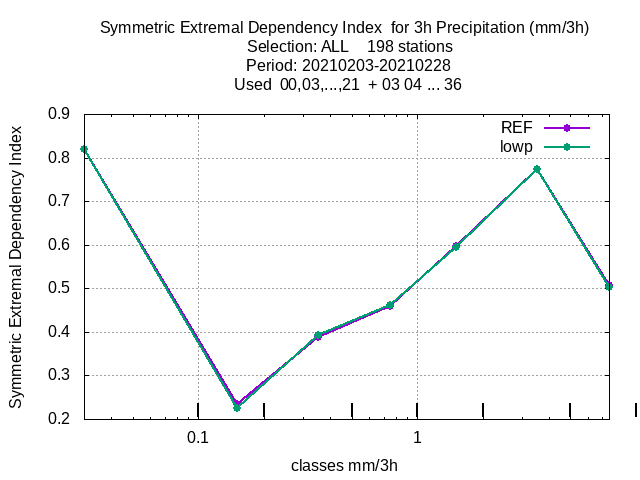 Symmetric Extremal Dependency Index  for 3h Precipitation (mm/3h)
Selection: ALL    198 stations
Period: 20210203-20210228
Used  00,03,...,21  + 03 04 ... 36
REF
lowp
Symmetric Extremal Dependency Index
0.9
0.8
0.7
0.6
0.5
0.4
0.3
0.2
0.1
1
classes mm/3h